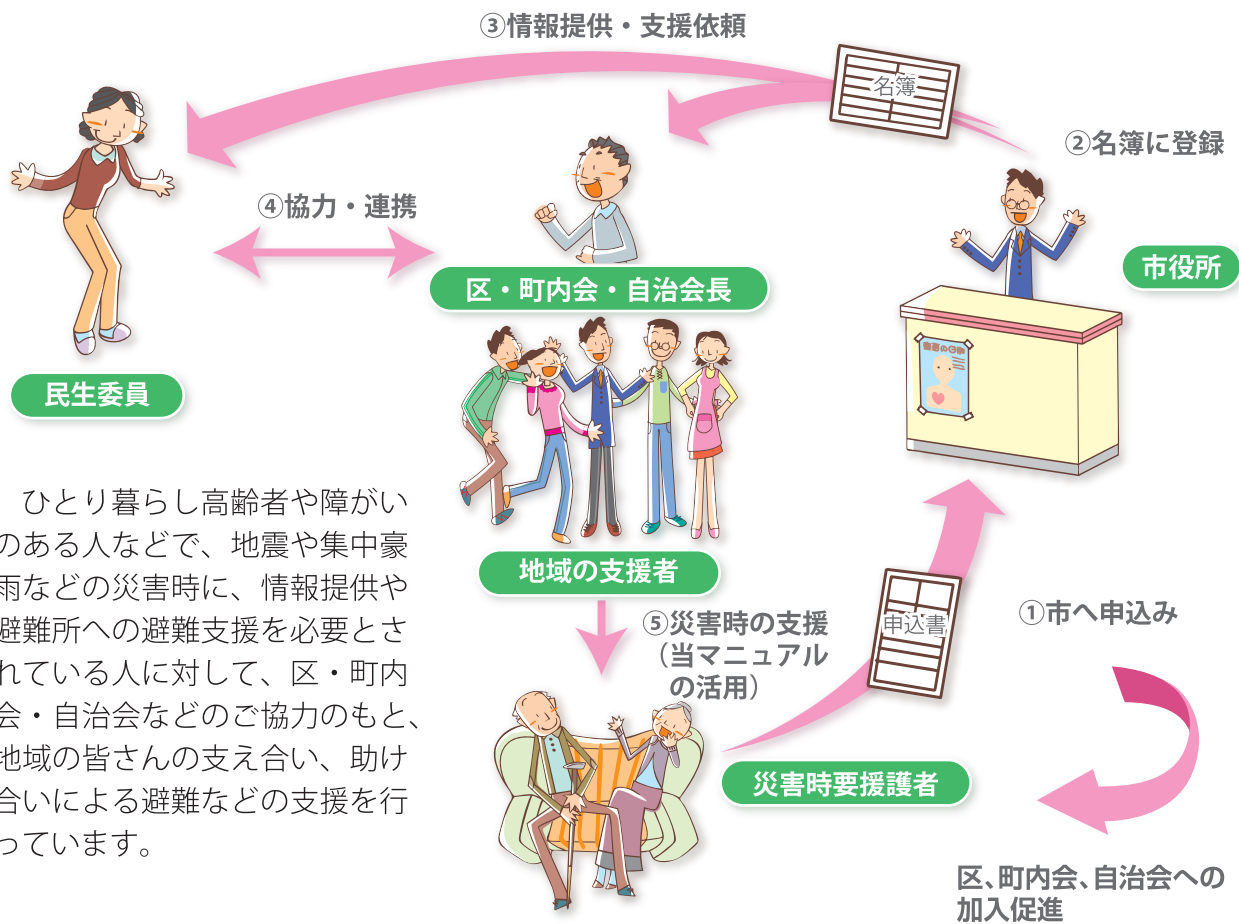 ③情報提供・支援依頼
名簿
②名簿に登録
④協力・連携
市役所
区・町内会・自治会長
民生委員
ひとり暮らし高齢者や障がい
のある人などで、地震や集中豪
雨などの災害時に、情報提供や
避難所への避難支援を必要とさ
れている人に対して、区・町内
会・自治会などのご協力のもと、
地域の皆さんの支え合い、助け
合いによる避難などの支援を行
っています。
地域の支援者
⑤災害時の支援
（当マニュアル
の活用）
申込書
①市へ申込み
災害時要援護者
区、町内会、自治会への
加入促進